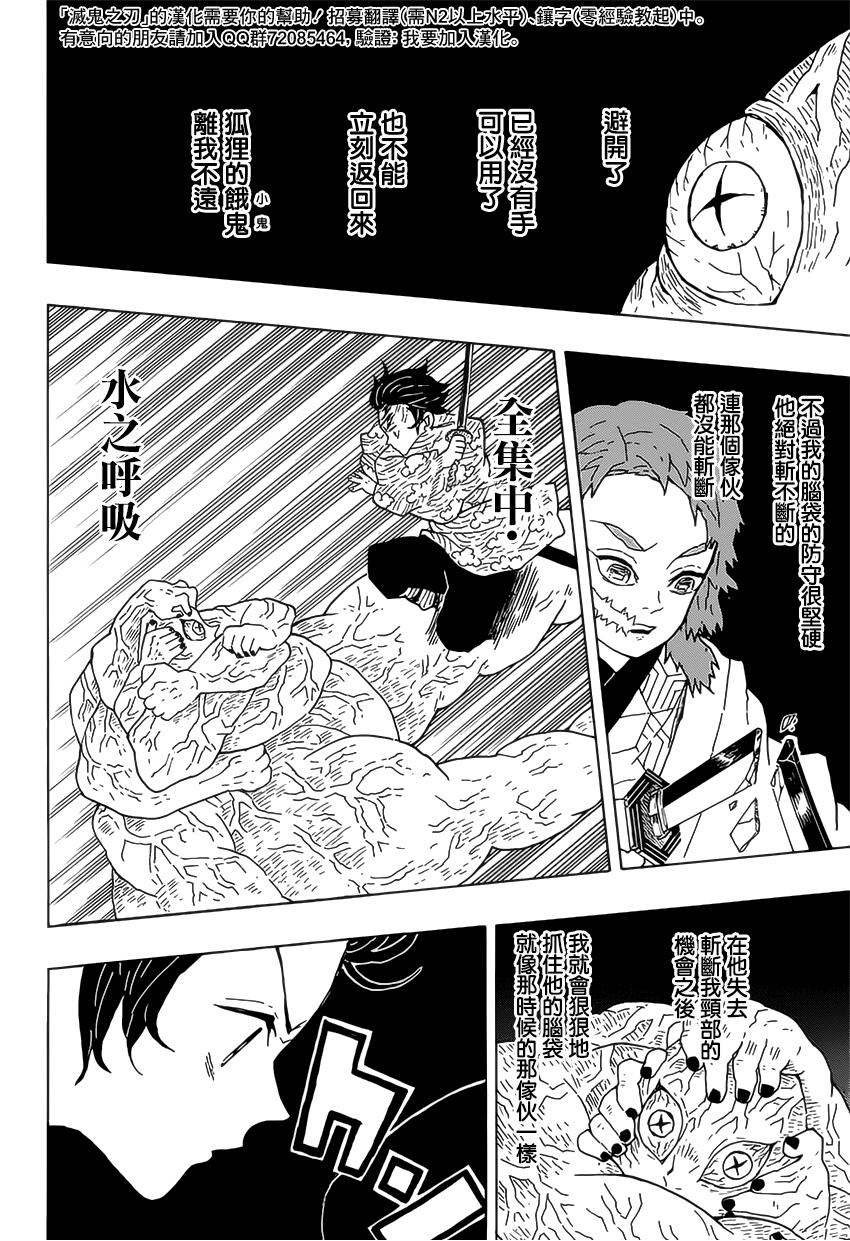 「滅鬼之刃」的漢化需要你的幫助！招募翻譯(需N2以上水平)、鑲字(零經驗教起)中。
有意向的朋友請加入QQ群72085464，驗證：我要加入漢化。
避開了
已經沒有手
可以用了
也不能
立刻返回來
狐狸的餓鬼
小鬼
離我不遠
不過我的腦袋的防守很堅硬
他絕對斬不斷的
連那個傢伙
都沒能斬斷
全集中·
水之呼吸
在他失去
斬斷我頸部的
機會之後
我就會狠狠地
抓住他的腦袋
就像那時候的那傢伙一樣